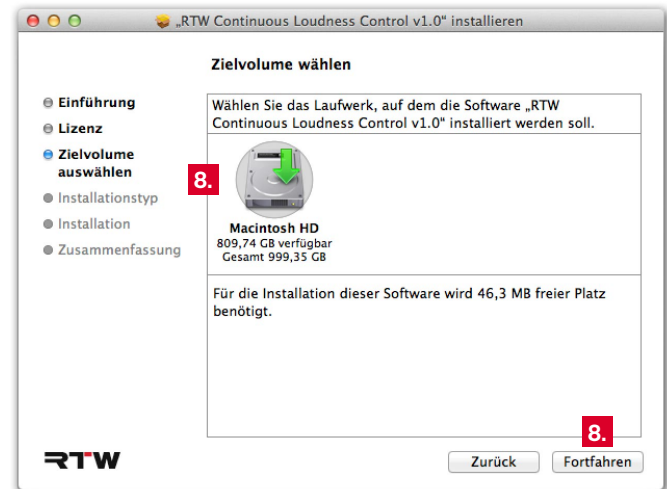 „RTW Continuous Loudness Control v1.0“ installieren
Zielvolume wählen
Einführung
Lizenz
Zielvolume
auswählen
Installationstyp
Installation
Zusammenfassung
Wählen Sie das Laufwerk, auf dem die Software „RTW
Continuous Loudness Control v1.0“ installiert werden soll.
8.
Macintosh HD
809,74 GB verfügbar
Gesamt 999,35 GB
Für die Installation dieser Software wird 46,3 MB freier Platz
benötigt.
8.
RTW
Zurück
Fortfahren